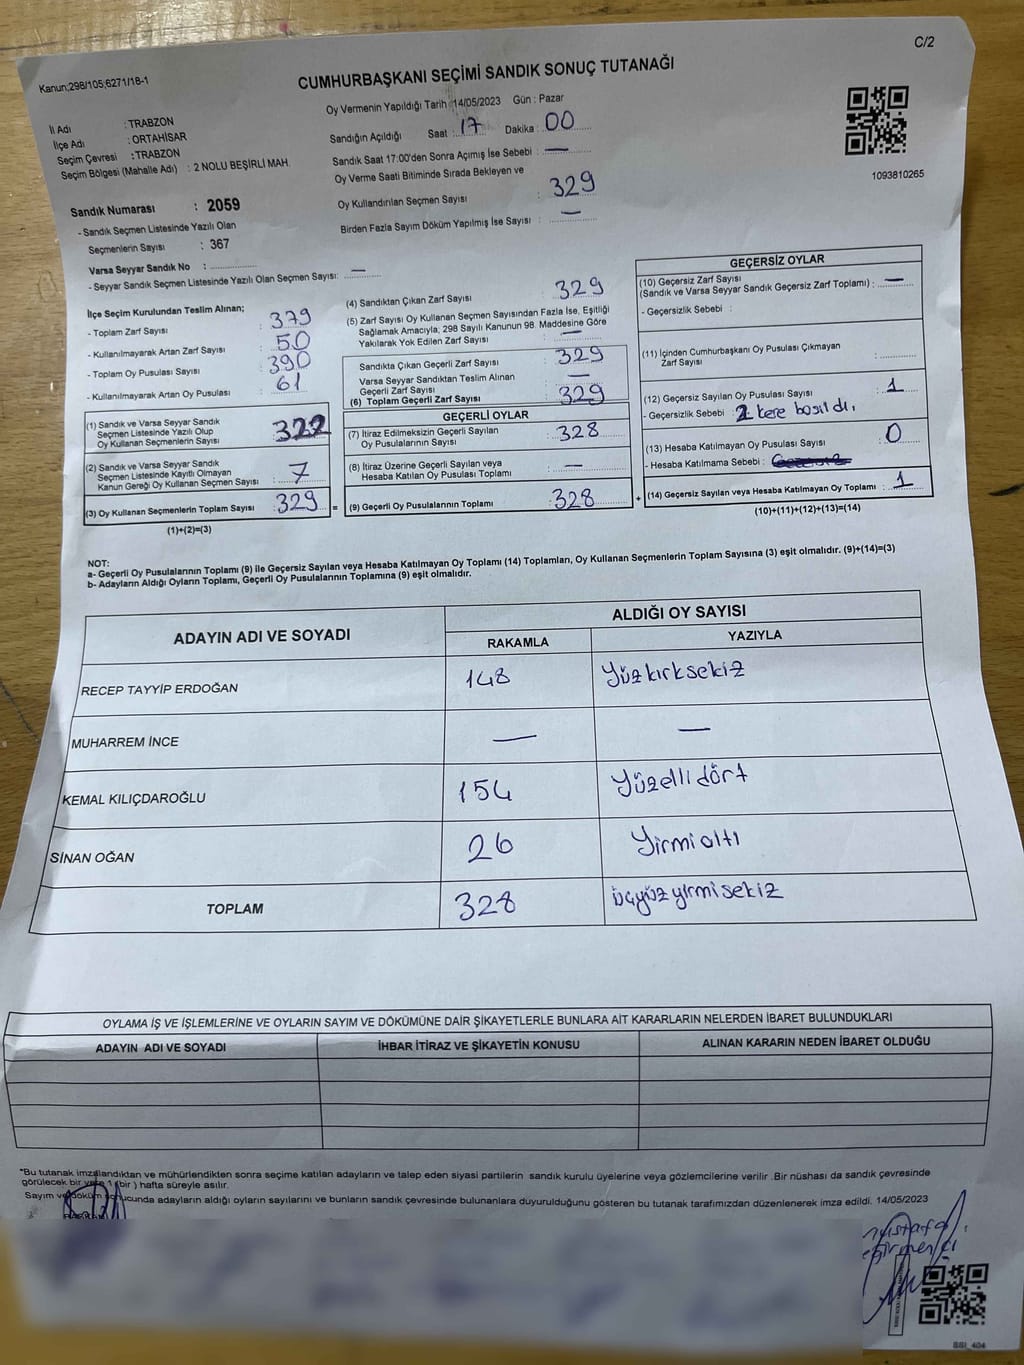 C/2
Kanun;298/105;6271/18-1
CUMHURBAŞKANI SEÇİMİ SANDIK SONUÇ TUTANAĞI
Oy Vermenin Yapıldığı Tarih :14/05/2023 Gün : Pazar
İl Adı : TRABZON
İlçe Adı : ORTAHİSAR
Seçim Çevresi : TRABZON
Seçim Bölgesi (Mahalle Adı) : 2 NOLU BEŞİRLİ MAH.
Sandık Numarası : 2059
- Sandık Seçmen Listesinde Yazılı Olan
Seçmenlerin Sayısı : 367
Varsa Seyyar Sandık No :
- Seyyar Sandık Seçmen Listesinde Yazılı Olan Seçmen Sayısı: —
Sandığın Açıldığı Saat : 17 Dakika : 00
Sandık Saat 17:00'den Sonra Açımış İse Sebebi : —
Oy Verme Saati Bitiminde Sırada Bekleyen ve
Oy Kullandırılan Seçmen Sayısı : 329
Birden Fazla Sayım Döküm Yapılmış İse Sayısı : —
1093810265
İlçe Seçim Kurulundan Teslim Alınan;
- Toplam Zarf Sayısı : 379
- Kullanılmayarak Artan Zarf Sayısı : 50
- Toplam Oy Pusulası Sayısı : 390
- Kullanılmayarak Artan Oy Pusulası : 61
(1) Sandık ve Varsa Seyyar Sandık
Seçmen Listesinde Yazılı Olup
Oy Kullanan Seçmenlerin Sayısı 322
(2) Sandık ve Varsa Seyyar Sandık
Seçmen Listesinde Kayıtlı Olmayan
Kanun Gereği Oy Kullanan Seçmen Sayısı : 7
(3) Oy Kullanan Seçmenlerin Toplam Sayısı : 329
(1)+(2)=(3)
(4) Sandıktan Çıkan Zarf Sayısı : 329
(5) Zarf Sayısı Oy Kullanan Seçmen Sayısından Fazla İse, Eşitliği
Sağlamak Amacıyla; 298 Sayılı Kanunun 98. Maddesine Göre
Yakılarak Yok Edilen Zarf Sayısı : —
Sandıkta Çıkan Geçerli Zarf Sayısı : 329
Varsa Seyyar Sandıktan Teslim Alınan
Geçerli Zarf Sayısı : —
(6) Toplam Geçerli Zarf Sayısı : 329
GEÇERLİ OYLAR
(7) İtiraz Edilmeksizin Geçerli Sayılan
Oy Pusulalarının Sayısı : 328
(8) İtiraz Üzerine Geçerli Sayılan veya
Hesaba Katılan Oy Pusulası Toplamı : —
= (9) Geçerli Oy Pusulalarının Toplamı : 328
GEÇERSİZ OYLAR
(10) Geçersiz Zarf Sayısı
(Sandık ve Varsa Seyyar Sandık Geçersiz Zarf Toplamı) : —
- Geçersizlik Sebebi :
(11) İçinden Cumhurbaşkanı Oy Pusulası Çıkmayan
Zarf Sayısı :
(12) Geçersiz Sayılan Oy Pusulası Sayısı : 1
- Geçersizlik Sebebi : 2 kere basıldı.
(13) Hesaba Katılmayan Oy Pusulası Sayısı : 0
- Hesaba Katılmama Sebebi :
+ (14) Geçersiz Sayılan veya Hesaba Katılmayan Oy Toplamı : 1
(10)+(11)+(12)+(13)=(14)
NOT:
a- Geçerli Oy Pusulalarının Toplamı (9) ile Geçersiz Sayılan veya Hesaba Katılmayan Oy Toplamı (14) Toplamları, Oy Kullanan Seçmenlerin Toplam Sayısına (3) eşit olmalıdır. (9)+(14)=(3)
b- Adayların Aldığı Oyların Toplamı, Geçerli Oy Pusulalarının Toplamına (9) eşit olmalıdır.
ADAYIN ADI VE SOYADI ALDIĞI OY SAYISI
RAKAMLA YAZIYLA
RECEP TAYYİP ERDOĞAN 148 Yüzkırksekiz
MUHARREM İNCE — —
KEMAL KILIÇDAROĞLU 154 Yüzellidört
SİNAN OĞAN 26 Yirmialtı
TOPLAM 328 üçyüzyirmisekiz
OYLAMA İŞ VE İŞLEMLERİNE VE OYLARIN SAYIM VE DÖKÜMÜNE DAİR ŞİKAYETLERLE BUNLARA AİT KARARLARIN NELERDEN İBARET BULUNDUKLARI
ADAYIN ADI VE SOYADI İHBAR İTİRAZ VE ŞİKAYETİN KONUSU ALINAN KARARIN NEDEN İBARET OLDUĞU
*Bu tutanak imzalandıktan ve mühürlendikten sonra seçime katılan adayların ve talep eden siyasi partilerin sandık kurulu üyelerine veya gözlemcilerine verilir .Bir nüshası da sandık çevresinde
görülecek bir yere 1 (bir ) hafta süreyle asılır.
Sayım ve döküm sonucunda adayların aldığı oyların sayılarını ve bunların sandık çevresinde bulunanlara duyurulduğunu gösteren bu tutanak tarafımızdan düzenlenerek imza edildi. 14/05/2023